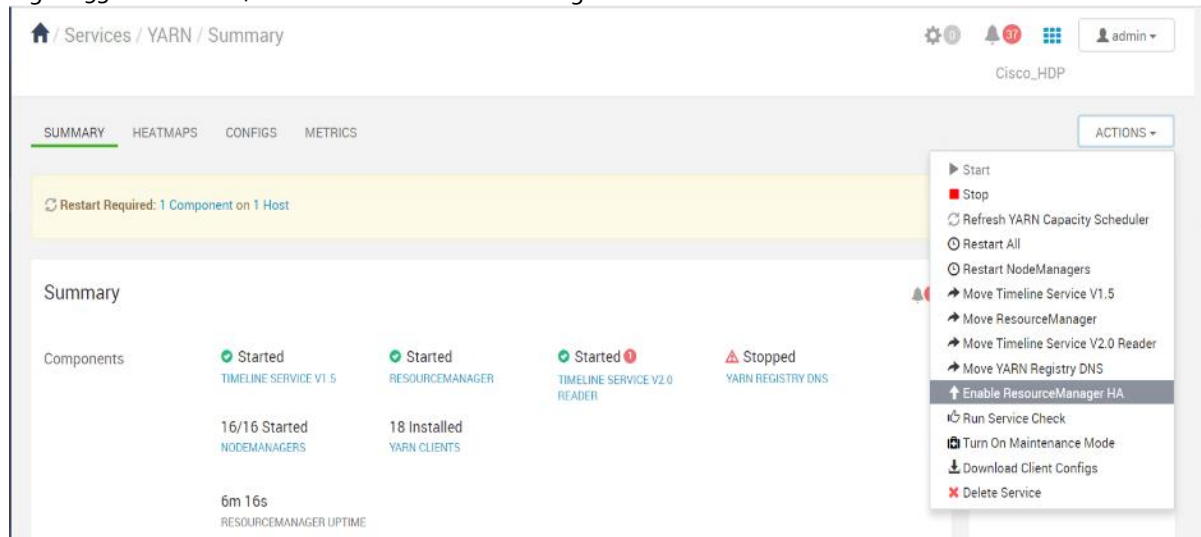 / Services / YARN / Summary
0
37
admin
Cisco_HDP
SUMMARY HEATMAPS CONFIGS METRICS
ACTIONS
Restart Required: 1 Component on 1 Host
Start
Stop
Refresh YARN Capacity Scheduler
Restart All
Restart NodeManagers
Move Timeline Service V1.5
Move ResourceManager
Move Timeline Service V2.0 Reader
Move YARN Registry DNS
Enable ResourceManager HA
Run Service Check
Turn On Maintenance Mode
Download Client Configs
Delete Service
Summary
Components
Started
TIMELINE SERVICE V1.5
Started
RESOURCEMANAGER
Started 1
TIMELINE SERVICE V2.0
READER
Stopped
YARN REGISTRY DNS
16/16 Started
NODEMANAGERS
18 Installed
YARN CLIENTS
6m 16s
RESOURCEMANAGER UPTIME